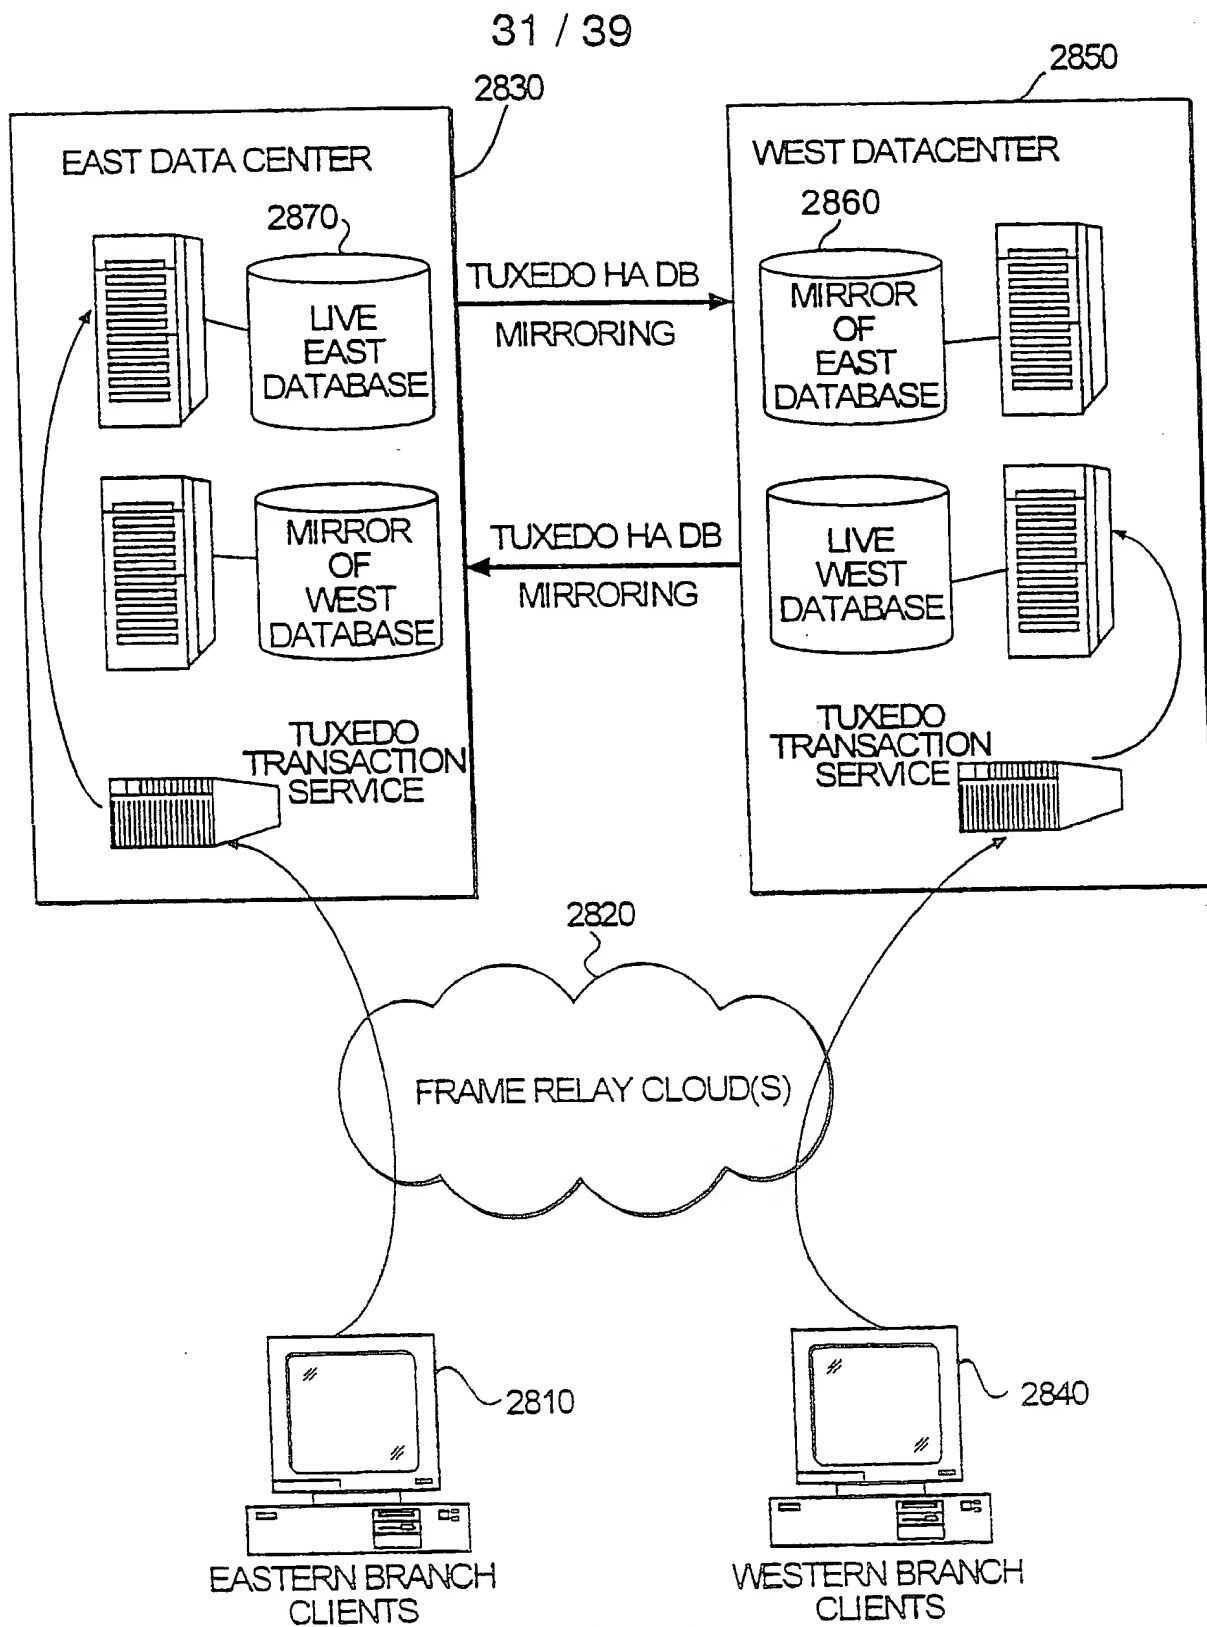 31 / 39
2830
2850
EAST DATA CENTER
WEST DATACENTER
2870
2860
LIVE
EAST
DATABASE
TUXEDO HA DB
MIRRORING
MIRROR
OF
EAST
DATABASE
MIRROR
OF
WEST
DATABASE
TUXEDO HA DB
MIRRORING
LIVE
WEST
DATABASE
TUXEDO
TRANSACTION
SERVICE
TUXEDO
TRANSACTION
SERVICE
2820
FRAME RELAY CLOUD(S)
2810
2840
EASTERN BRANCH
CLIENTS
WESTERN BRANCH
CLIENTS